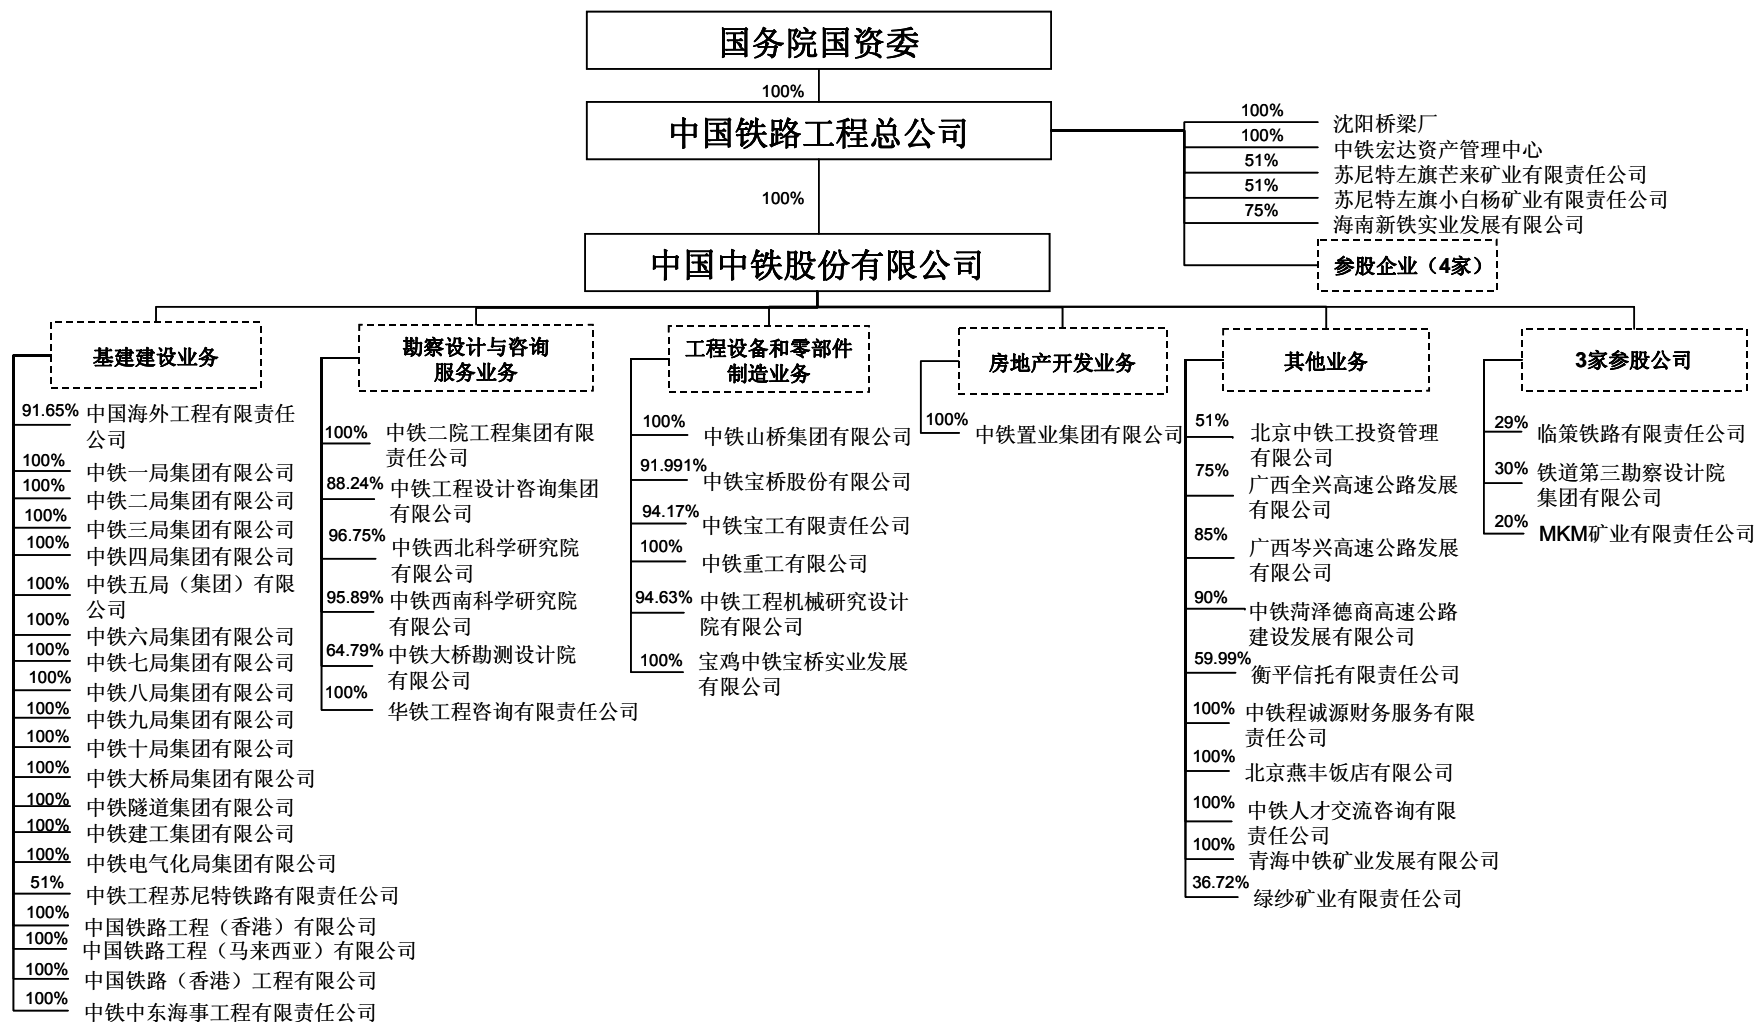 国务院国资委
100%
中国铁路工程总公司
100%
沈阳桥梁厂
100%
中铁宏达资产管理中心
51%
苏尼特左旗芒来矿业有限责任公司
51%
苏尼特左旗小白杨矿业有限责任公司
75%
海南新铁实业发展有限公司
参股企业（4家）
100%
中国中铁股份有限公司
基建建设业务
91.65%
中国海外工程有限责任
公司
100%
中铁一局集团有限公司
100%
中铁二局集团有限公司
100%
中铁三局集团有限公司
100%
中铁四局集团有限公司
100%
中铁五局（集团）有限
公司
100%
中铁六局集团有限公司
100%
中铁七局集团有限公司
100%
中铁八局集团有限公司
100%
中铁九局集团有限公司
100%
中铁十局集团有限公司
100%
中铁大桥局集团有限公司
100%
中铁隧道集团有限公司
100%
中铁建工集团有限公司
100%
中铁电气化局集团有限公司
51%
中铁工程苏尼特铁路有限责任公司
100%
中国铁路工程（香港）有限公司
100%
中国铁路工程（马来西亚）有限公司
100%
中国铁路（香港）工程有限公司
100%
中铁中东海事工程有限责任公司
勘察设计与咨询
服务业务
100%
中铁二院工程集团有限
责任公司
88.24%
中铁工程设计咨询集团
有限公司
96.75%
中铁西北科学研究院
有限公司
95.89%
中铁西南科学研究院
有限公司
64.79%
中铁大桥勘测设计院
有限公司
100%
华铁工程咨询有限责任公司
工程设备和零部件
制造业务
100%
中铁山桥集团有限公司
91.991%
中铁宝桥股份有限公司
94.17%
中铁宝工有限责任公司
100%
中铁重工有限公司
94.63%
中铁工程机械研究设计
院有限公司
100%
宝鸡中铁宝桥实业发展
有限公司
房地产开发业务
100%
中铁置业集团有限公司
其他业务
51%
北京中铁工投资管理
有限公司
75%
广西全兴高速公路发展
有限公司
85%
广西岑兴高速公路发展
有限公司
90%
中铁菏泽德商高速公路
建设发展有限公司
59.99%
衡平信托有限责任公司
100%
中铁程诚源财务服务有限
责任公司
100%
北京燕丰饭店有限公司
100%
中铁人才交流咨询有限
责任公司
100%
青海中铁矿业发展有限公司
36.72%
绿纱矿业有限责任公司
3家参股公司
29%
临策铁路有限责任公司
30%
铁道第三勘察设计院
集团有限公司
20%
MKM矿业有限责任公司